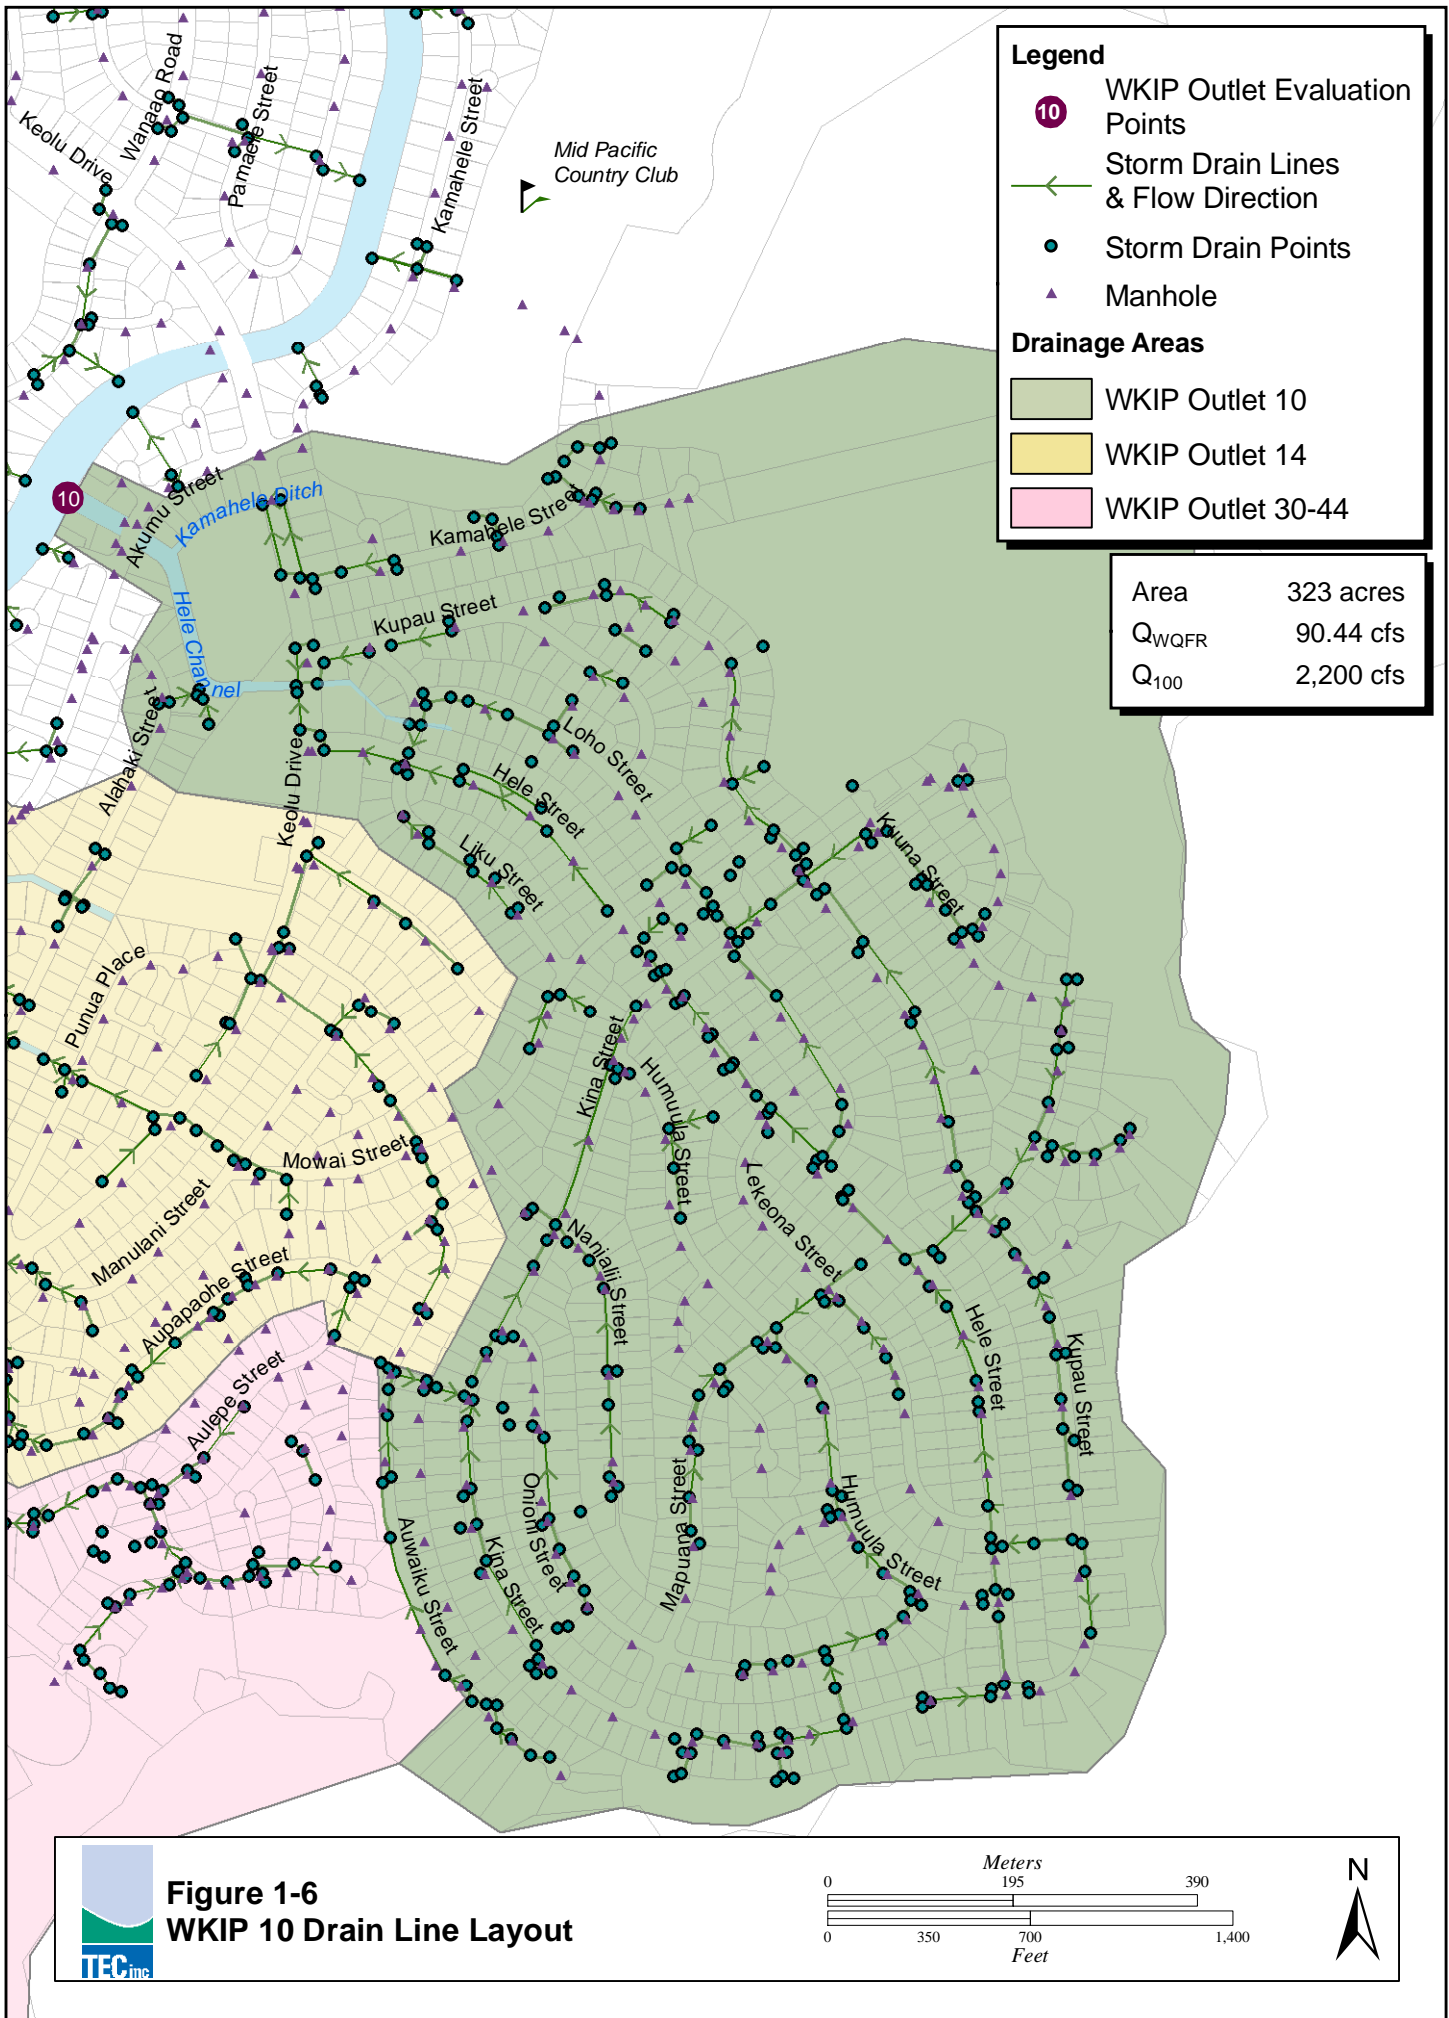 Legend
10
WKIP Outlet Evaluation
Points
Storm Drain Lines
& Flow Direction
Storm Drain Points
Manhole
Drainage Areas
WKIP Outlet 10
WKIP Outlet 14
WKIP Outlet 30-44
Area 323 acres
QWQFR 90.44 cfs
Q100 2,200 cfs
Mid Pacific
Country Club
Keolu Drive
Wanaao Road
Pamaele Street
Kamahele Street
10
Akumu Street
Kamahele Ditch
Kamahele Street
Hele Channel
Kupau Street
Alahaki Street
Keolu Drive
Loho Street
Hele Street
Liku Street
Kuuna Street
Punua Place
Kina Street
Humuula Street
Mowai Street
Manulani Street
Lekeona Street
Nanialii Street
Aupapaohe Street
Hele Street
Kupau Street
Aulepe Street
Auwaiku Street
Kina Street
Onioni Street
Mapuana Street
Humuula Street
TEC inc
Figure 1-6
WKIP 10 Drain Line Layout
Meters
0 195 390
0 350 700 1,400
Feet
N